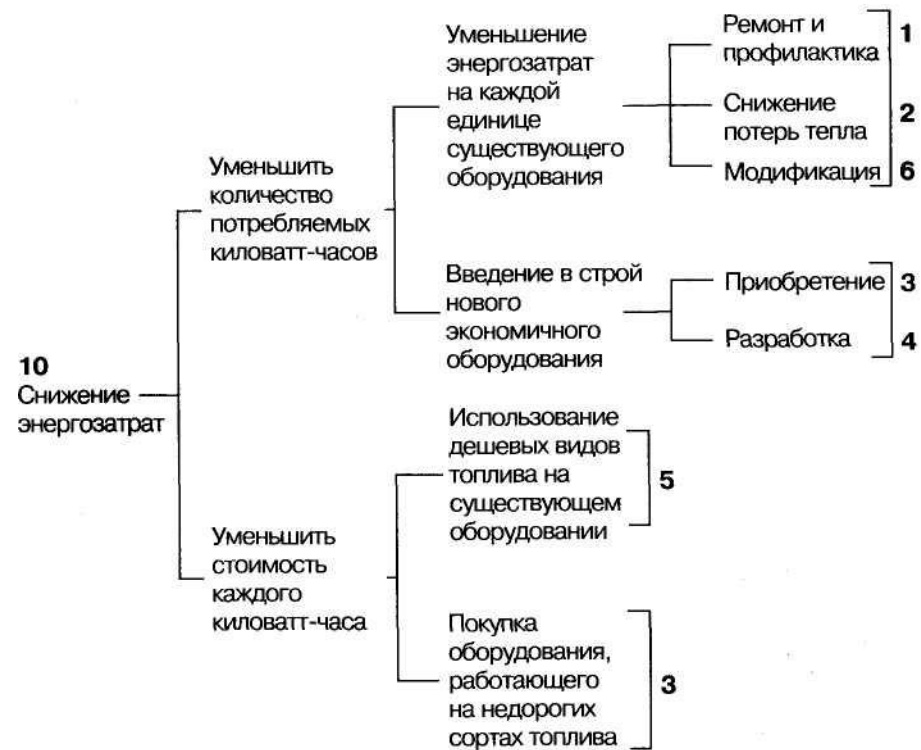 10
Снижение
энергозатрат
Уменьшить
количество
потребляемых
киловатт-часов
Уменьшение
энергозатрат
на каждой
единице
существующего
оборудования
Ремонт и
профилактика
1
Снижение
потерь тепла
2
Модификация
6
Введение в строй
нового
экономичного
оборудования
Приобретение
3
Разработка
4
Уменьшить
стоимость
каждого
киловатт-часа
Использование
дешевых видов
топлива на
существующем
оборудовании
5
Покупка
оборудования,
работающего
на недорогих
сортах топлива
3